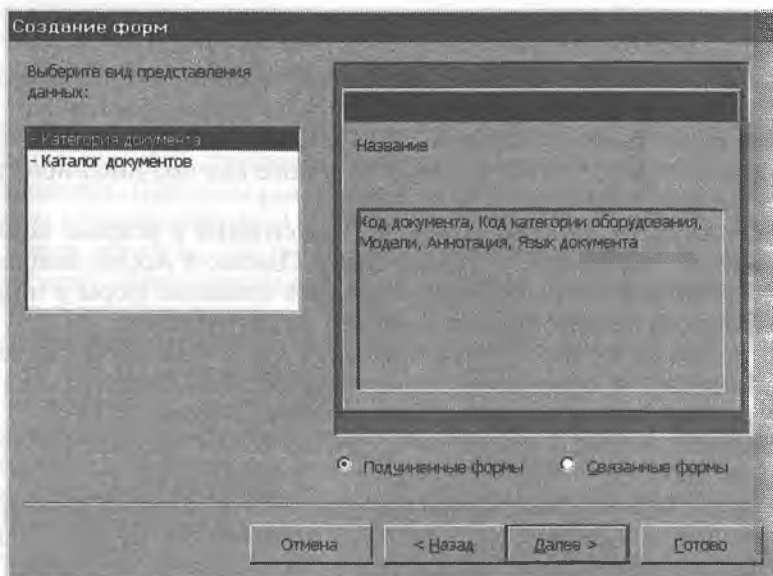 Создание форм
Выберите вид представления
данных:
- Категория документа
- Каталог документов
Название
Код документа, Код категории оборудования,
Модели, Аннотация, Язык документа
Подчиненные формы
Связанные формы
Отмена
< Назад
Далее >
Готово